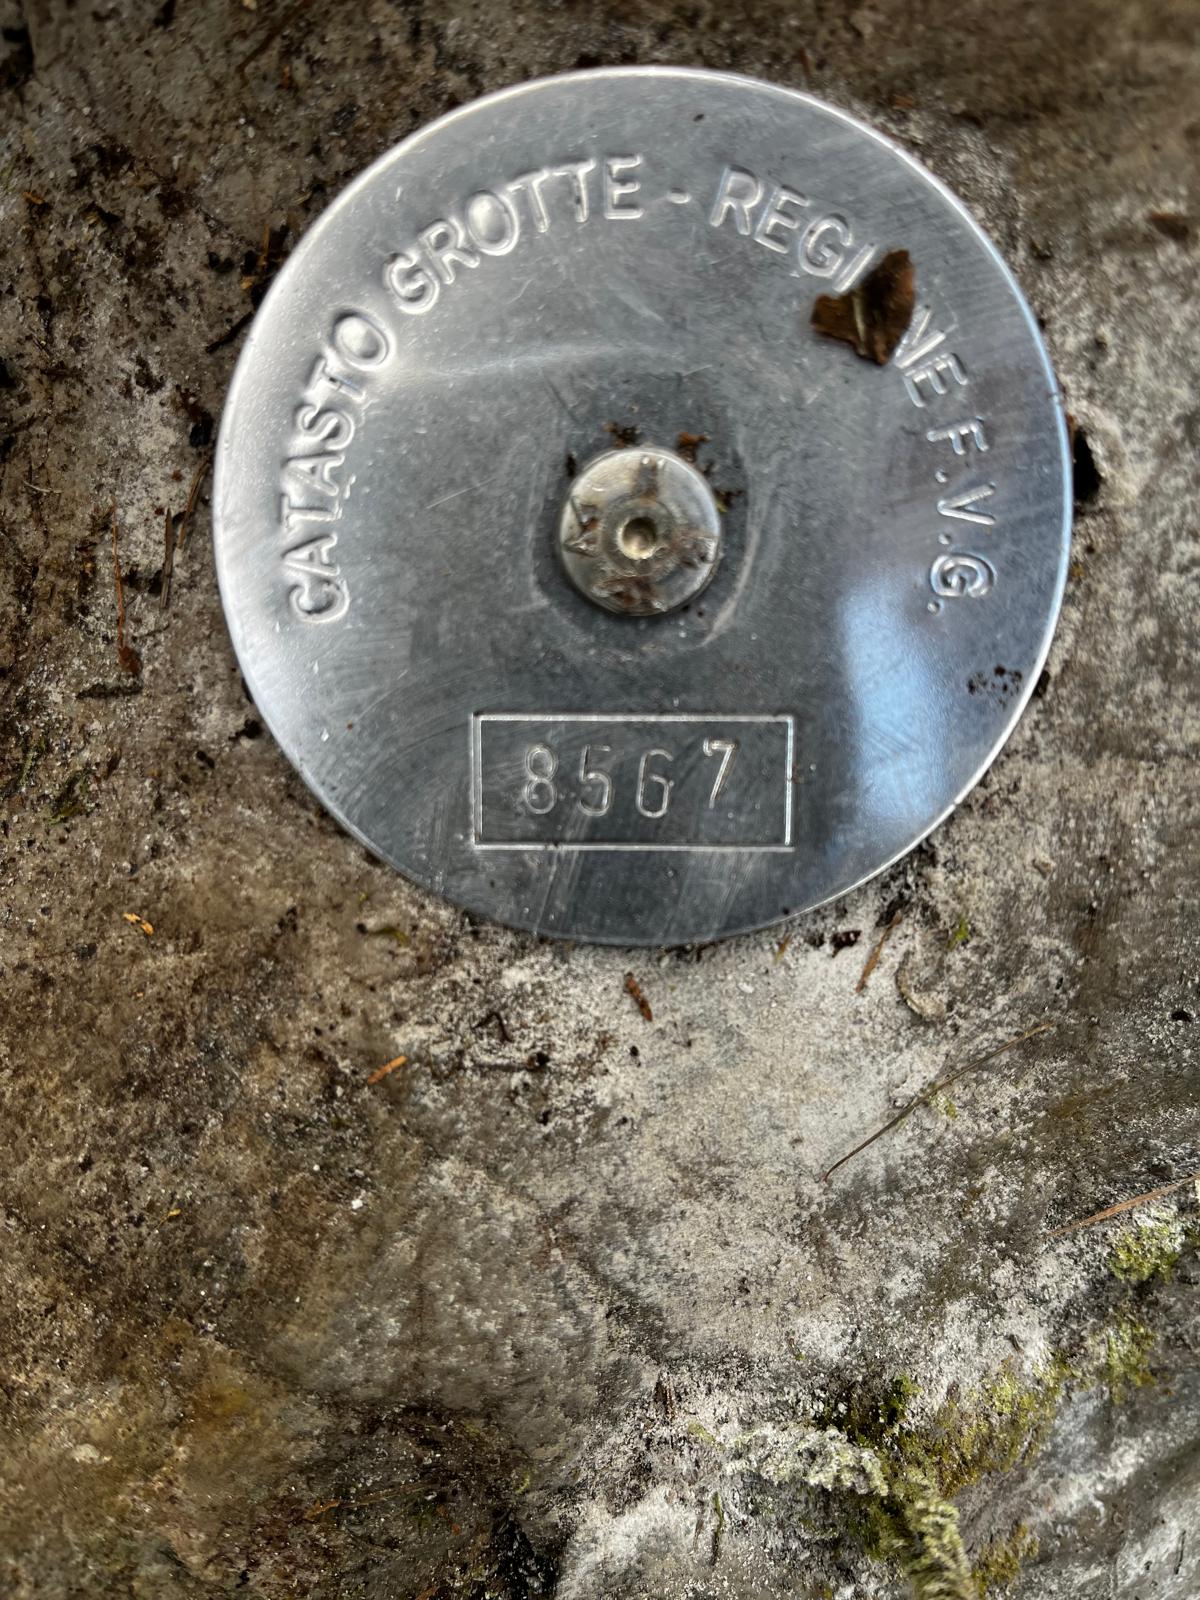 CATASTO GROTTE - REGIONE F.V.G.
8567